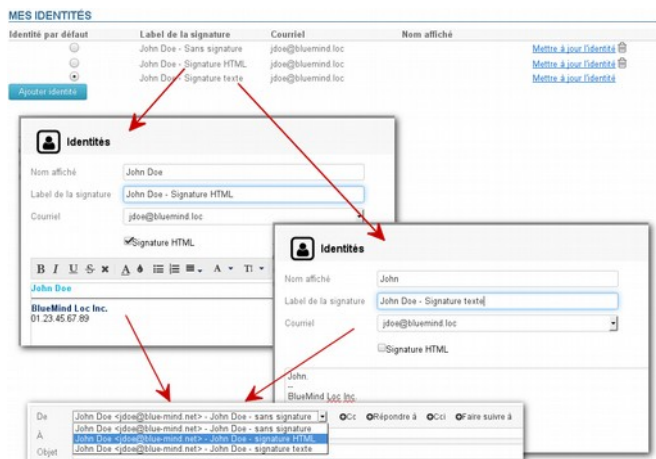 MES IDENTITÉS
Identité par défaut Label de la signature Courriel Nom affiché
John Doe - Sans signature jdoe@bluemind.loc Mettre à jour l'identité
John Doe - Signature HTML jdoe@bluemind.loc Mettre à jour l'identité
John Doe - Signature texte jdoe@bluemind.loc Mettre à jour l'identité
Ajouter identité
Identités
Nom affiché John Doe
Label de la signature John Doe - Signature HTML
Courriel jdoe@bluemind.loc
Signature HTML
B I U S A A T
John Doe
BlueMind Loc Inc.
01.23.45.67.89
Identités
Nom affiché John
Label de la signature John Doe - Signature texte
Courriel jdoe@bluemind.loc
Signature HTML
John.
--
BlueMind Loc Inc.
De John Doe <jdoe@blue-mind.net> - John Doe - sans signature Cc Répondre à Cci Faire suivre à
John Doe <jdoe@blue-mind.net> - John Doe - sans signature
À John Doe <jdoe@blue-mind.net> - John Doe - signature HTML
Objet John Doe <jdoe@blue-mind.net> - John Doe - signature texte